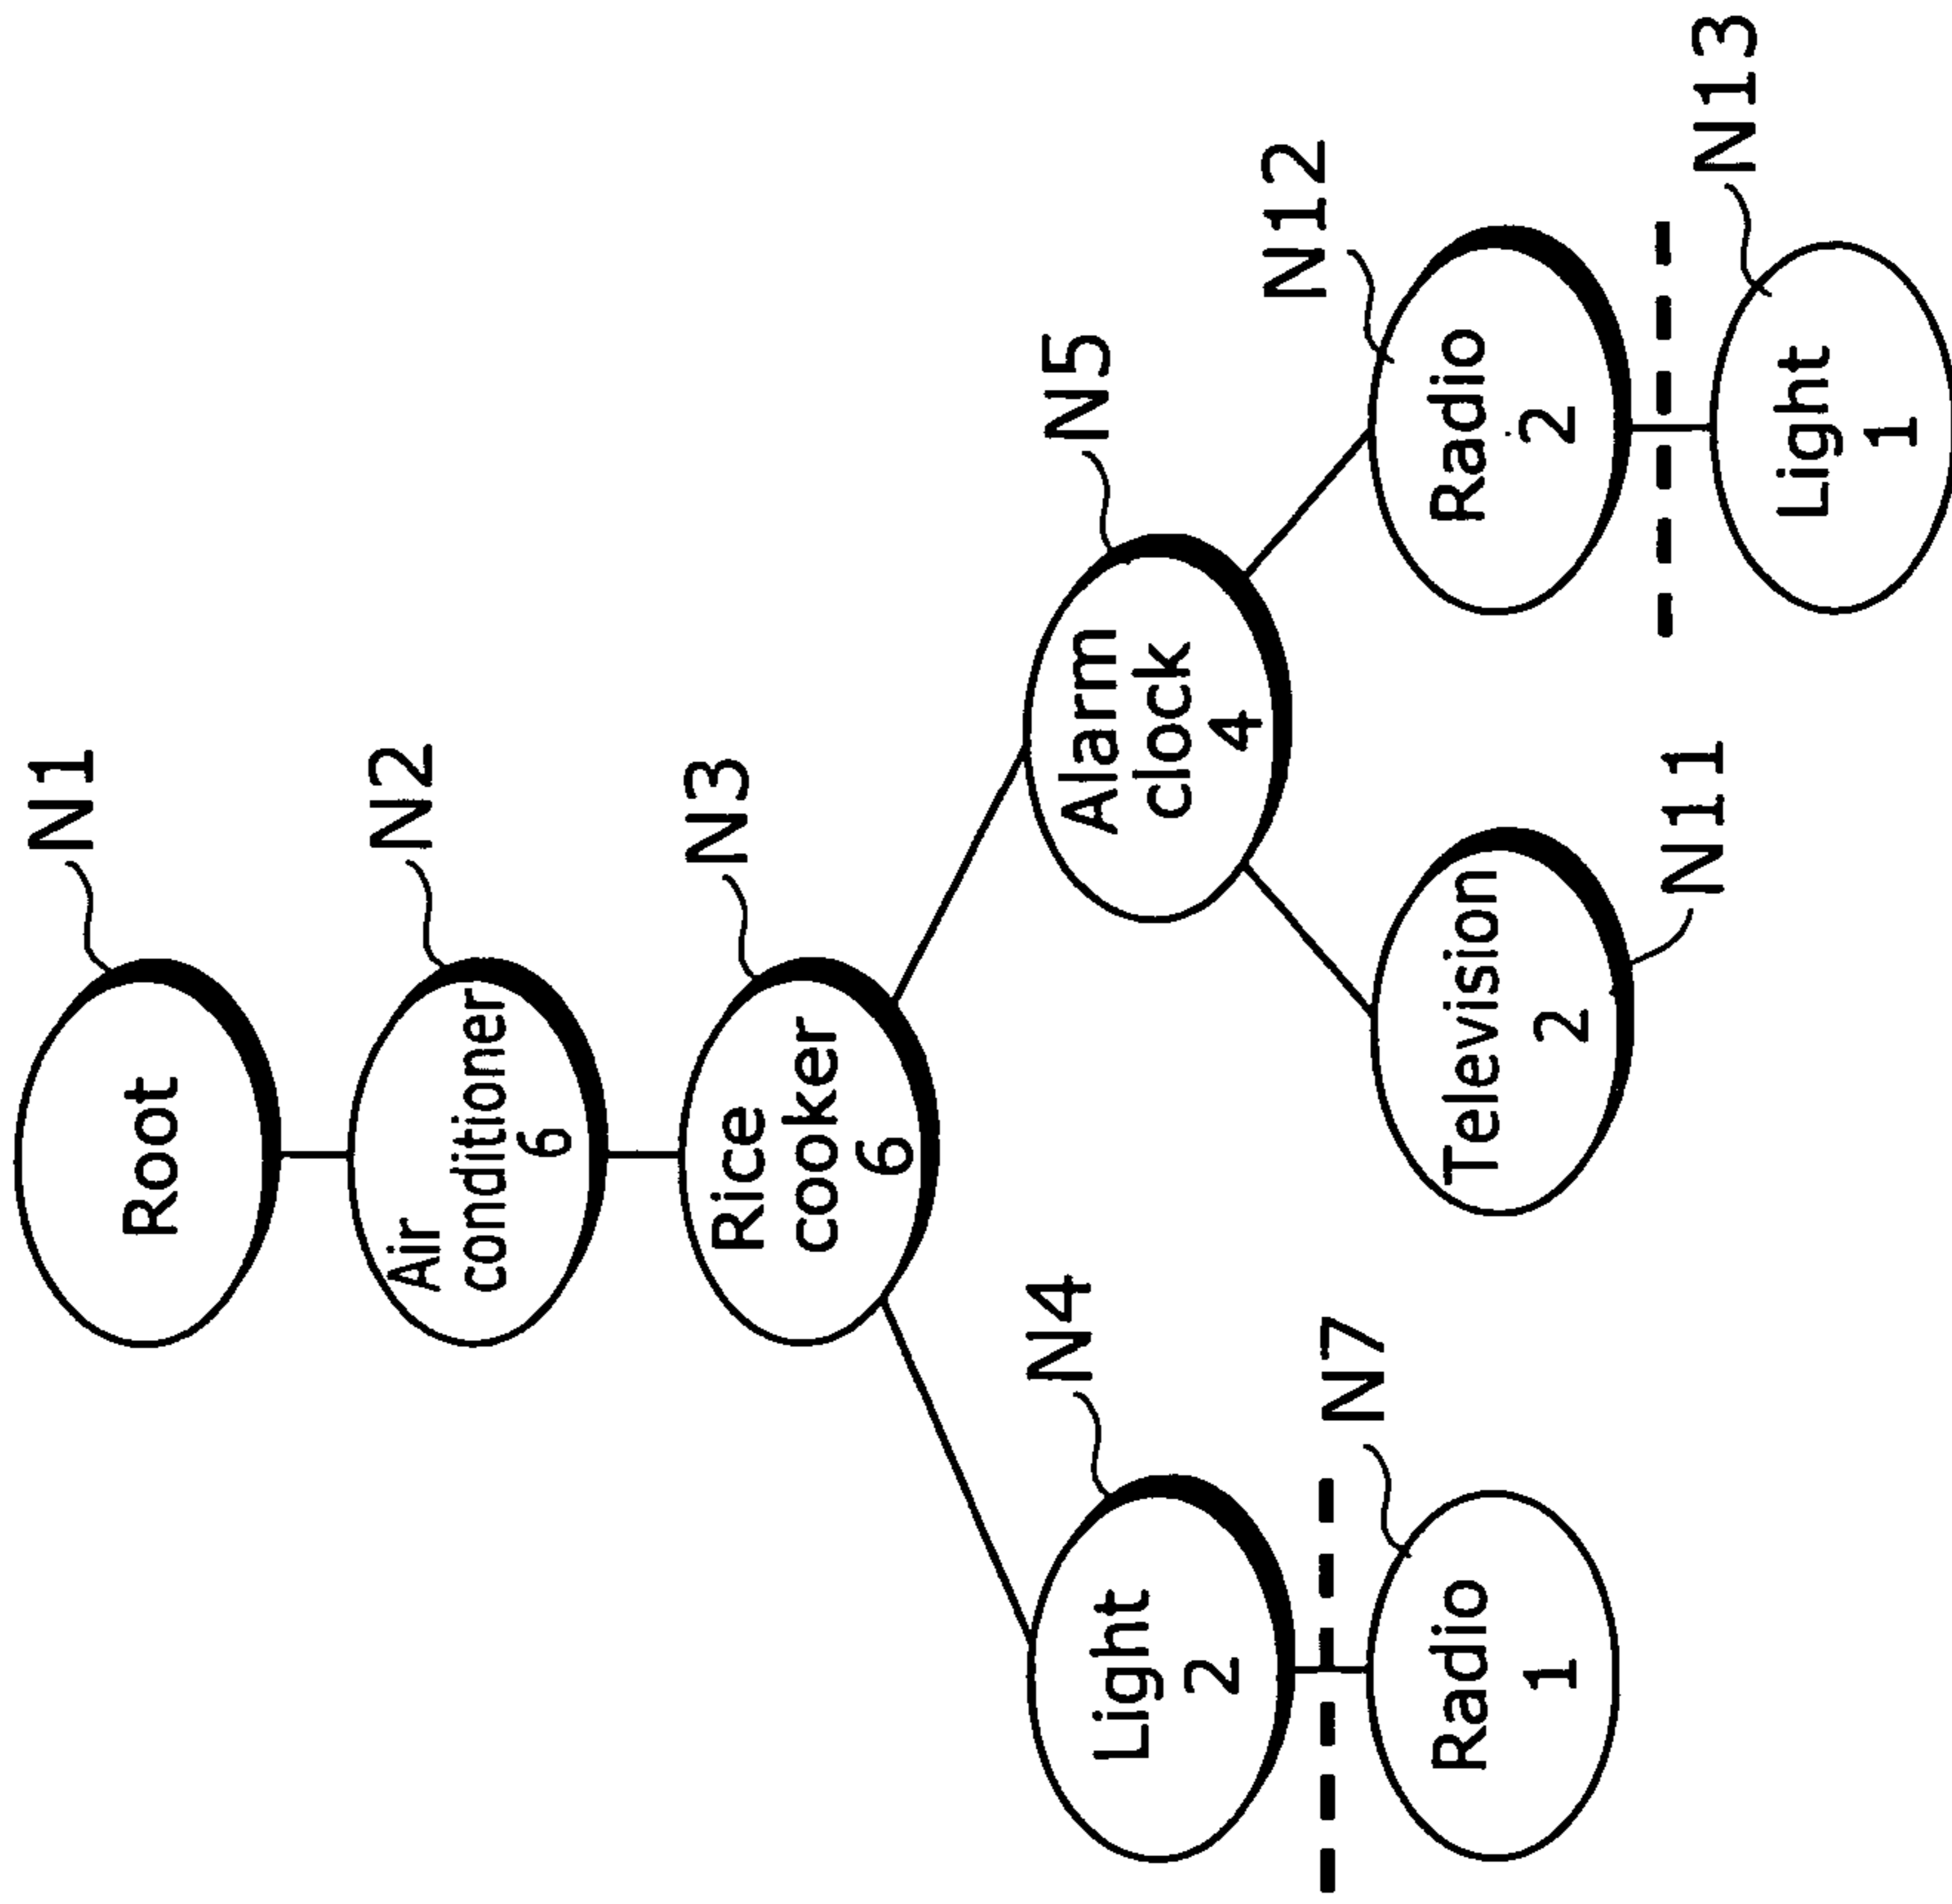 Root
N1
Air
conditioner
6
N2
Rice
cooker
6
N3
Light
2
N4
Alarm
clock
4
N5
Radio
1
N7
Television
2
N11
Radio
2
N12
Light
1
N13